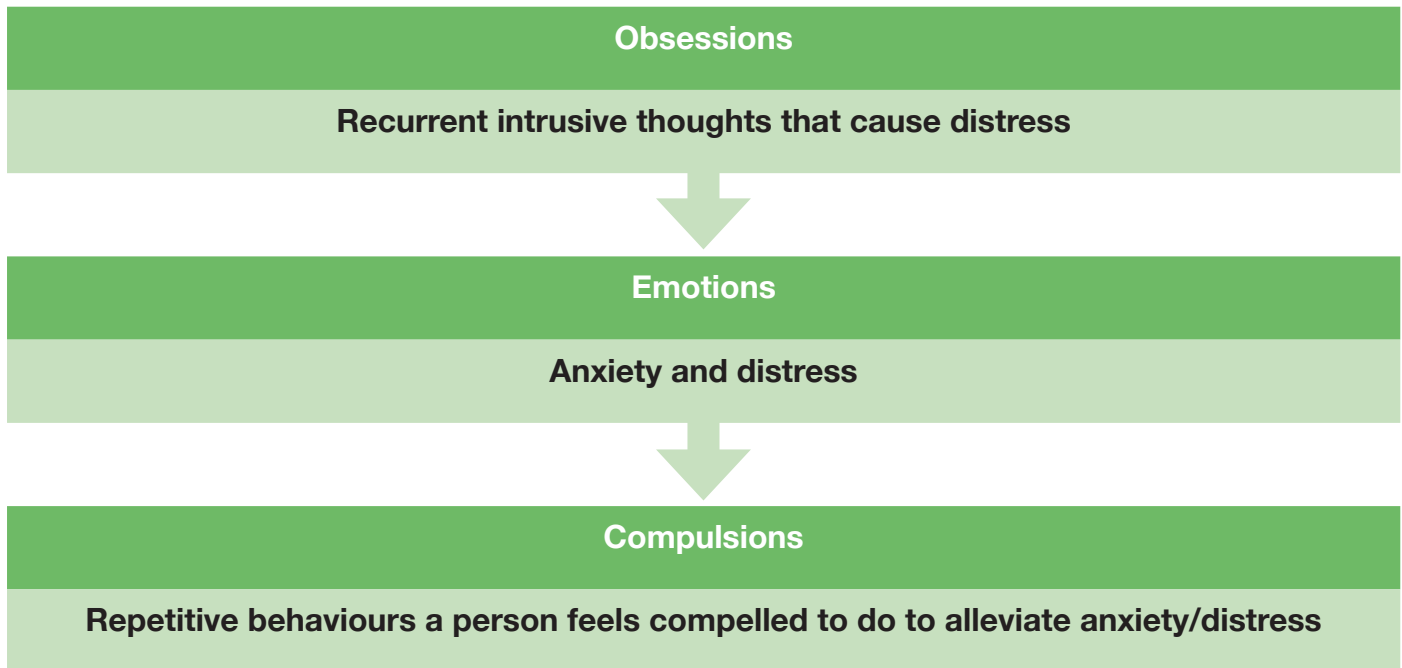 Obsessions
Recurrent intrusive thoughts that cause distress
Emotions
Anxiety and distress
Compulsions
Repetitive behaviours a person feels compelled to do to alleviate anxiety/distress